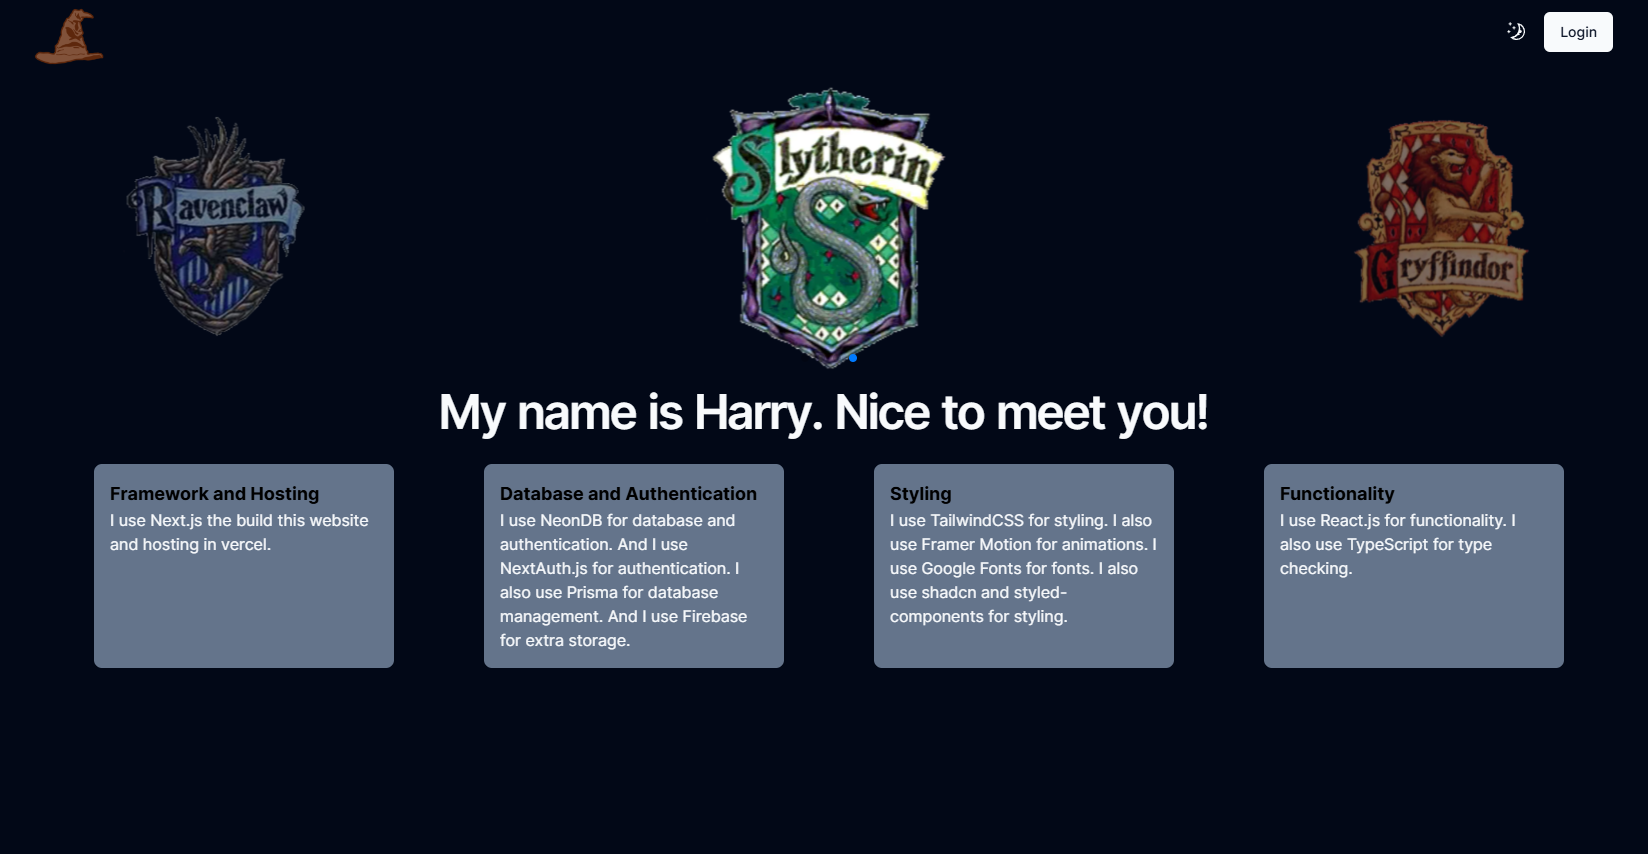 Login
Ravenclaw
Slytherin
Gryffindor
My name is Harry. Nice to meet you!
Framework and Hosting
I use Next.js the build this website
and hosting in vercel.
Database and Authentication
I use NeonDB for database and
authentication. And I use
NextAuth.js for authentication. I
also use Prisma for database
management. And I use Firebase
for extra storage.
Styling
I use TailwindCSS for styling. I also
use Framer Motion for animations. I
use Google Fonts for fonts. I also
use shadcn and styled-
components for styling.
Functionality
I use React.js for functionality. I
also use TypeScript for type
checking.